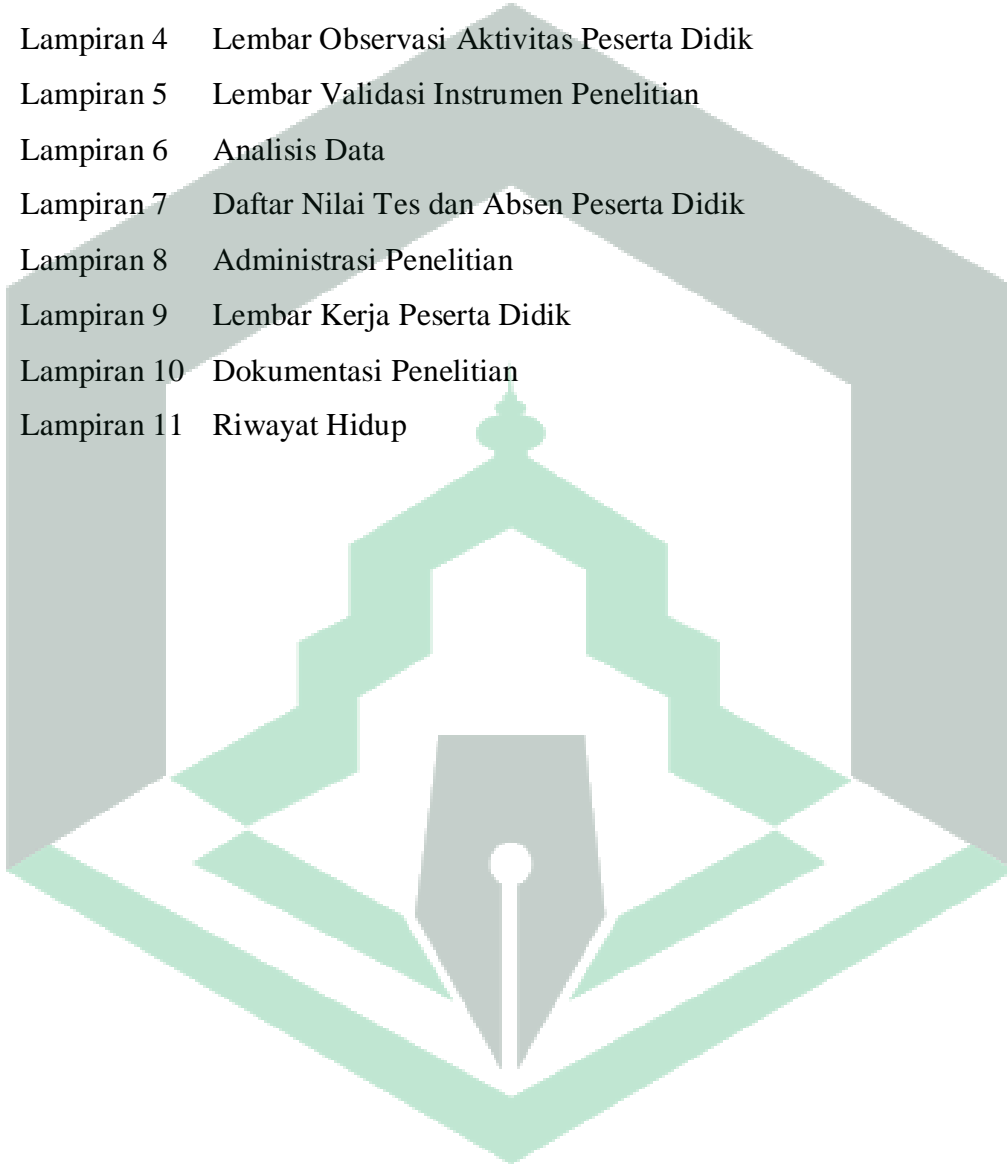 Lampiran 4 Lembar Observasi Aktivitas Peserta Didik
Lampiran 5 Lembar Validasi Instrumen Penelitian
Lampiran 6 Analisis Data
Lampiran 7 Daftar Nilai Tes dan Absen Peserta Didik
Lampiran 8 Administrasi Penelitian
Lampiran 9 Lembar Kerja Peserta Didik
Lampiran 10 Dokumentasi Penelitian
Lampiran 11 Riwayat Hidup